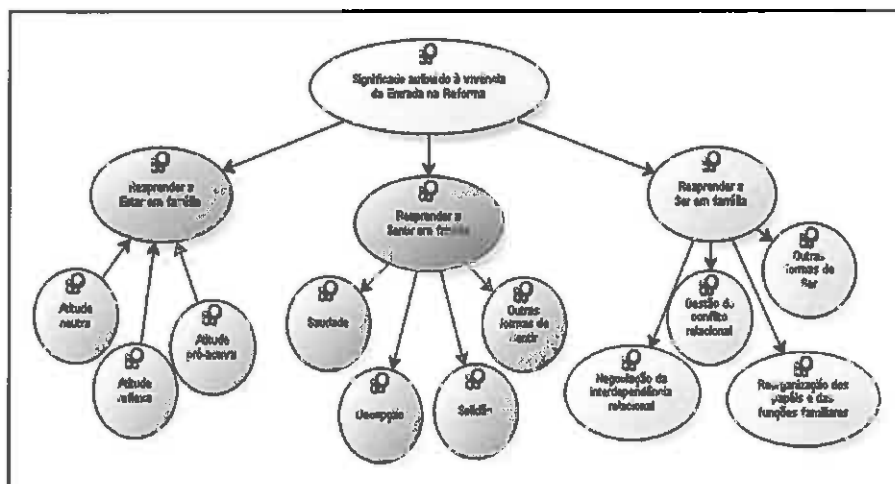 Significado atribuído à vivência
da Entrada na Reforma
Reaprender a
Estar em família
Reaprender a
Sentir em família
Reaprender a
Ser em família
Atitude
neutra
Atitude
reflexa
Atitude
pró-activa
Saudade
Decepção
Solidão
Outras
formas de
Sentir
Negociação da
interdependência
relacional
Gestão do
conflito
relacional
Reorganização dos
papéis e das
funções familiares
Outras
formas de
Ser